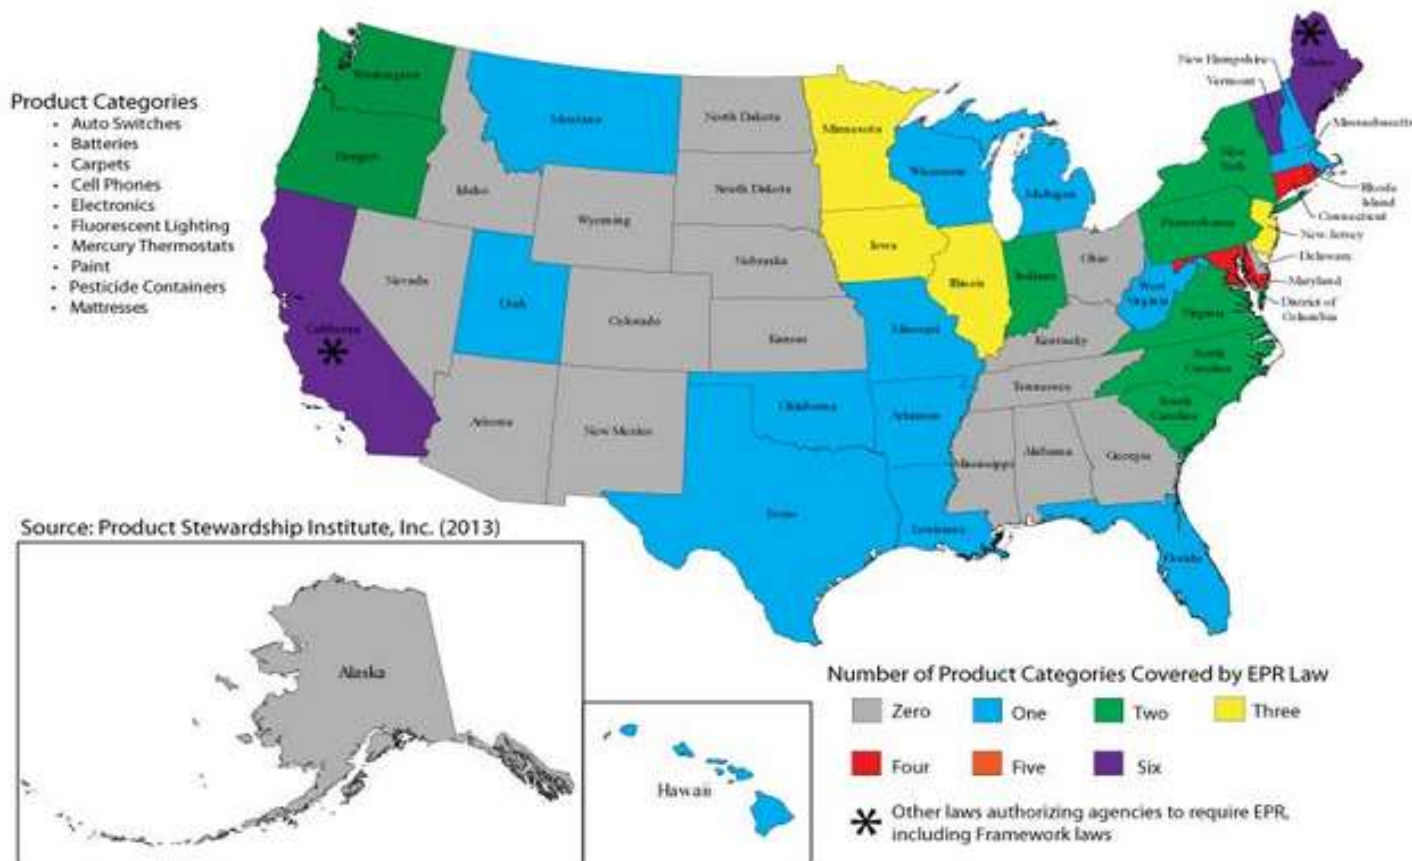 Product Categories
• Auto Switches
• Batteries
• Carpets
• Cell Phones
• Electronics
• Fluorescent Lighting
• Mercury Thermostats
• Paint
• Pesticide Containers
• Mattresses
Washington
Oregon
California
*
Nevada
Idaho
Montana
Wyoming
Utah
Colorado
Arizona
New Mexico
North Dakota
South Dakota
Nebraska
Kansas
Oklahoma
Texas
Minnesota
Iowa
Missouri
Arkansas
Louisiana
Wisconsin
Illinois
Michigan
Indiana
Ohio
Kentucky
Tennessee
Mississippi
Alabama
Georgia
Florida
South
Carolina
North
Carolina
Virginia
West
Virginia
Pennsylvania
New
York
*
Maine
New Hampshire
Vermont
Massachusetts
Rhode
Island
Connecticut
New Jersey
Delaware
Maryland
District of
Columbia
Source: Product Stewardship Institute, Inc. (2013)
Alaska
Hawaii
Number of Product Categories Covered by EPR Law
Zero
One
Two
Three
Four
Five
Six
* Other laws authorizing agencies to require EPR,
including Framework laws